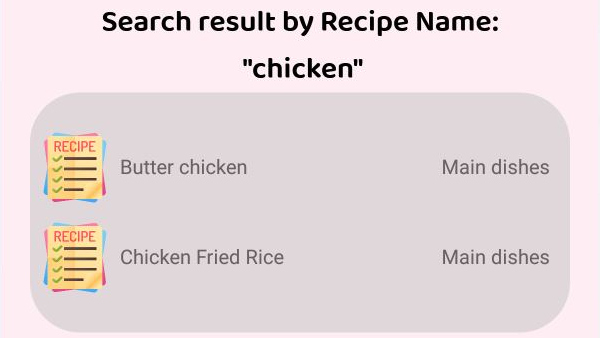 Search result by Recipe Name:
"chicken"
RECIPE
Butter chicken Main dishes
RECIPE
Chicken Fried Rice Main dishes